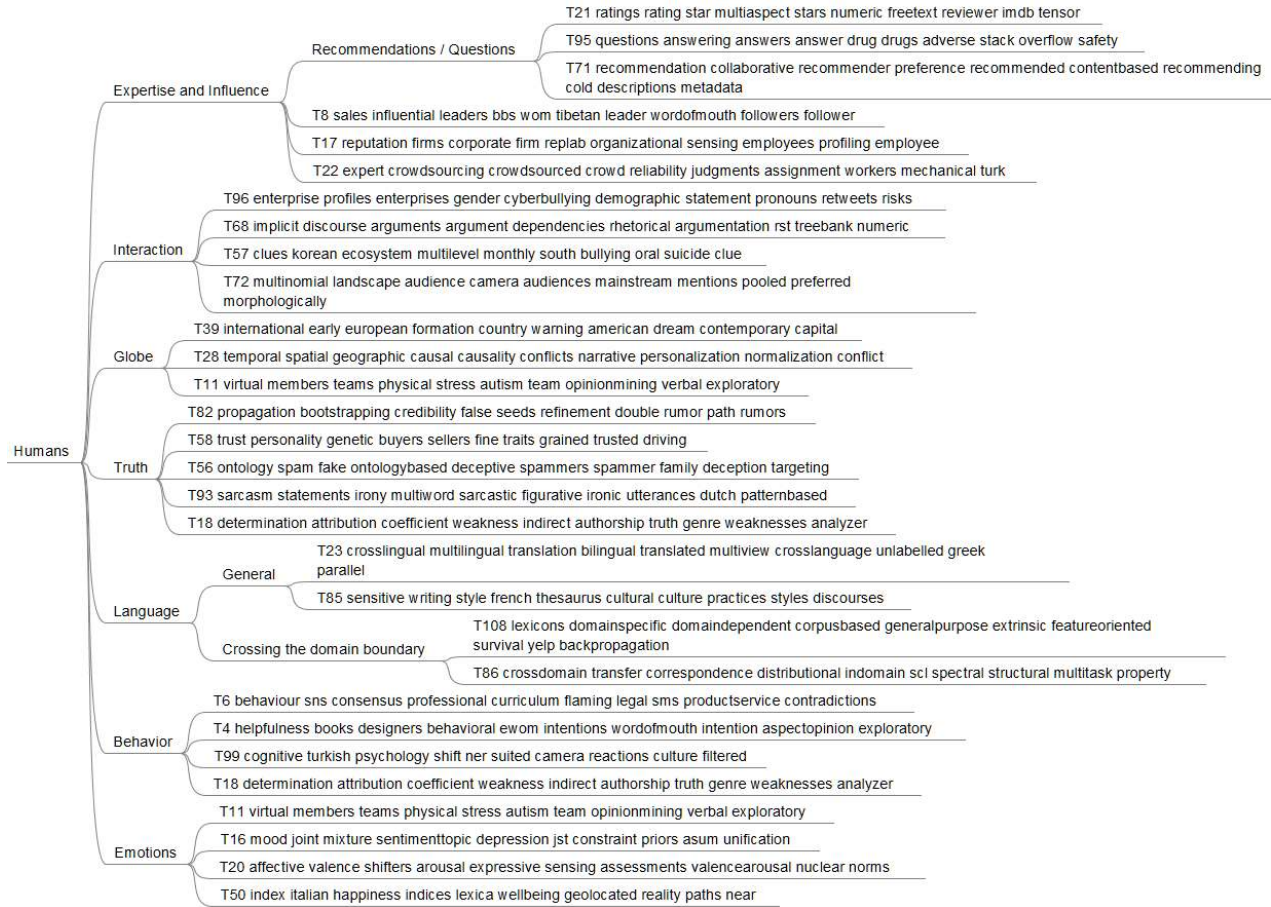 T21 ratings rating star multiaspect stars numeric freetext reviewer imdb tensor
Recommendations / Questions
T95 questions answering answers answer drug drugs adverse stack overflow safety
T71 recommendation collaborative recommender preference recommended contentbased recommending
cold descriptions metadata
Expertise and Influence
T8 sales influential leaders bbs wom tibetan leader wordofmouth followers follower
T17 reputation firms corporate firm replab organizational sensing employees profiling employee
T22 expert crowdsourcing crowdsourced crowd reliability judgments assignment workers mechanical turk
T96 enterprise profiles enterprises gender cyberbullying demographic statement pronouns retweets risks
T68 implicit discourse arguments argument dependencies rhetorical argumentation rst treebank numeric
Interaction
T57 clues korean ecosystem multilevel monthly south bullying oral suicide clue
T72 multinomial landscape audience camera audiences mainstream mentions pooled preferred
morphologically
T39 international early european formation country warning american dream contemporary capital
Globe
T28 temporal spatial geographic causal causality conflicts narrative personalization normalization conflict
T11 virtual members teams physical stress autism team opinionmining verbal exploratory
T82 propagation bootstrapping credibility false seeds refinement double rumor path rumors
T58 trust personality genetic buyers sellers fine traits grained trusted driving
Humans
Truth
T56 ontology spam fake ontologybased deceptive spammers spammer family deception targeting
T93 sarcasm statements irony multiword sarcastic figurative ironic utterances dutch patternbased
T18 determination attribution coefficient weakness indirect authorship truth genre weaknesses analyzer
T23 crosslingual multilingual translation bilingual translated multiview crosslanguage unlabelled greek
parallel
General
T85 sensitive writing style french thesaurus cultural culture practices styles discourses
Language
T108 lexicons domainspecific domaindependent corpusbased generalpurpose extrinsic featureoriented
survival yelp backpropagation
Crossing the domain boundary
T86 crossdomain transfer correspondence distributional indomain scl spectral structural multitask property
T6 behaviour sns consensus professional curriculum flaming legal sms productservice contradictions
T4 helpfulness books designers behavioral ewom intentions wordofmouth intention aspectopinion exploratory
Behavior
T99 cognitive turkish psychology shift ner suited camera reactions culture filtered
T18 determination attribution coefficient weakness indirect authorship truth genre weaknesses analyzer
T11 virtual members teams physical stress autism team opinionmining verbal exploratory
T16 mood joint mixture sentimenttopic depression jst constraint priors asum unification
Emotions
T20 affective valence shifters arousal expressive sensing assessments valencearousal nuclear norms
T50 index italian happiness indices lexica wellbeing geolocated reality paths near